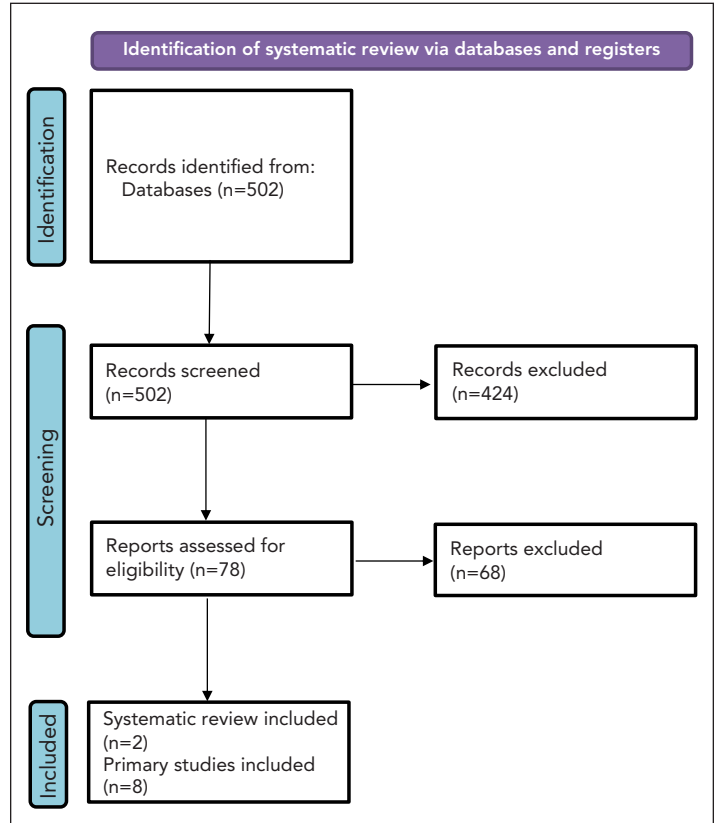 Identification of systematic review via databases and registers
Identification
Records identified from:
Databases (n=502)
Screening
Records screened
(n=502)
Records excluded
(n=424)
Reports assessed for
eligibility (n=78)
Reports excluded
(n=68)
Included
Systematic review included
(n=2)
Primary studies included
(n=8)